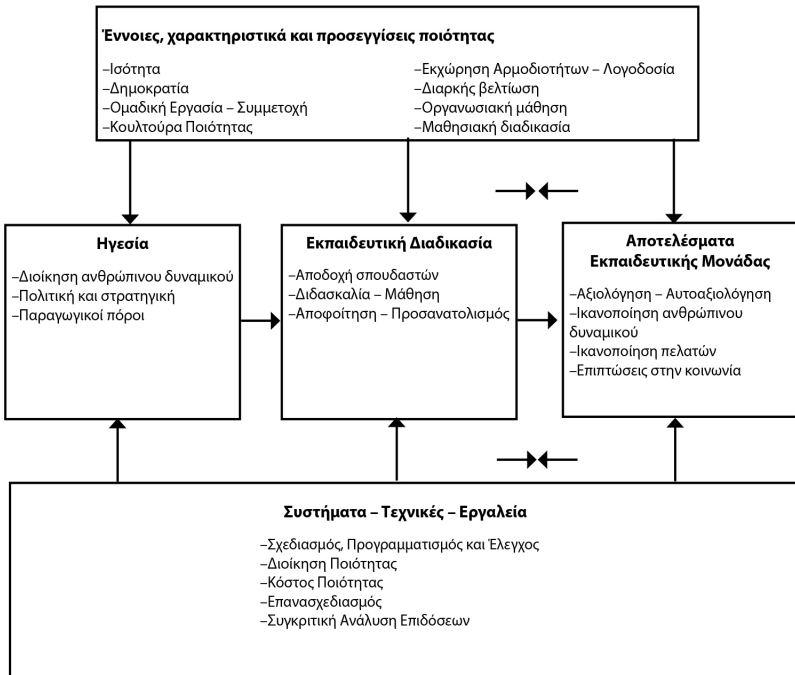 Έννοιες, χαρακτηριστικά και προσεγγίσεις ποιότητας
–Ισότητα
–Δημοκρατία
–Ομαδική Εργασία – Συμμετοχή
–Κουλτούρα Ποιότητας
–Εκχώρηση Αρμοδιοτήτων – Λογοδοσία
–Διαρκής βελτίωση
–Οργανωσιακή μάθηση
–Μαθησιακή διαδικασία
Ηγεσία
–Διοίκηση ανθρώπινου δυναμικού
–Πολιτική και στρατηγική
–Παραγωγικοί πόροι
Εκπαιδευτική Διαδικασία
–Αποδοχή σπουδαστών
–Διδασκαλία – Μάθηση
–Αποφοίτηση – Προσανατολισμός
Αποτελέσματα
Εκπαιδευτικής Μονάδας
–Αξιολόγηση – Αυτοαξιολόγηση
–Ικανοποίηση ανθρώπινου
δυναμικού
–Ικανοποίηση πελατών
–Επιπτώσεις στην κοινωνία
Συστήματα – Τεχνικές – Εργαλεία
–Σχεδιασμός, Προγραμματισμός και Έλεγχος
–Διοίκηση Ποιότητας
–Κόστος Ποιότητας
–Επανασχεδιασμός
–Συγκριτική Ανάλυση Επιδόσεων